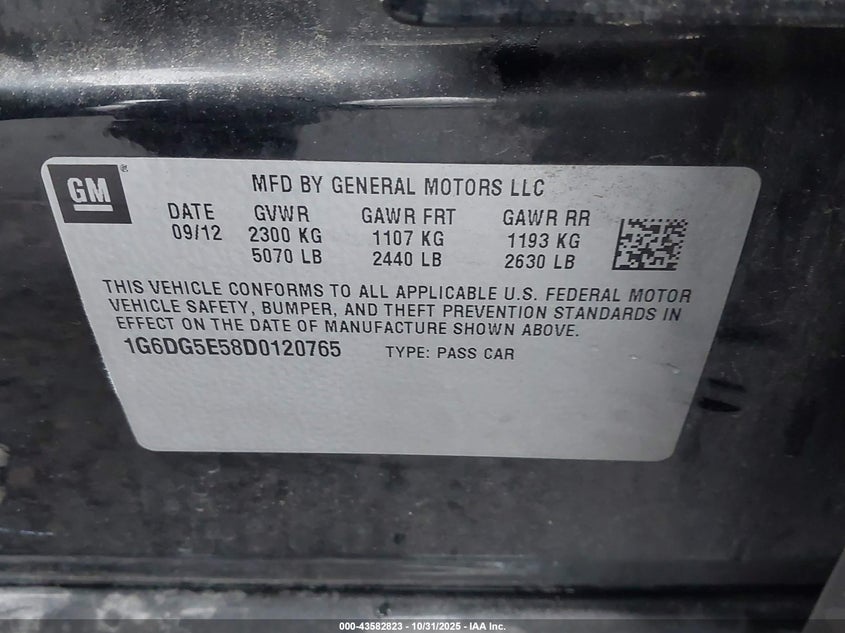 GM®
MFD BY GENERAL MOTORS LLC
DATE GVWR GAWR FRT GAWR RR
09/12 2300 KG 1107 KG 1193 KG
5070 LB 2440 LB 2630 LB
THIS VEHICLE CONFORMS TO ALL APPLICABLE U.S. FEDERAL MOTOR
VEHICLE SAFETY, BUMPER, AND THEFT PREVENTION STANDARDS IN
EFFECT ON THE DATE OF MANUFACTURE SHOWN ABOVE.
1G6DG5E58D0120765 TYPE: PASS CAR
000-43582823 - 10/31/2025 - IAA Inc.